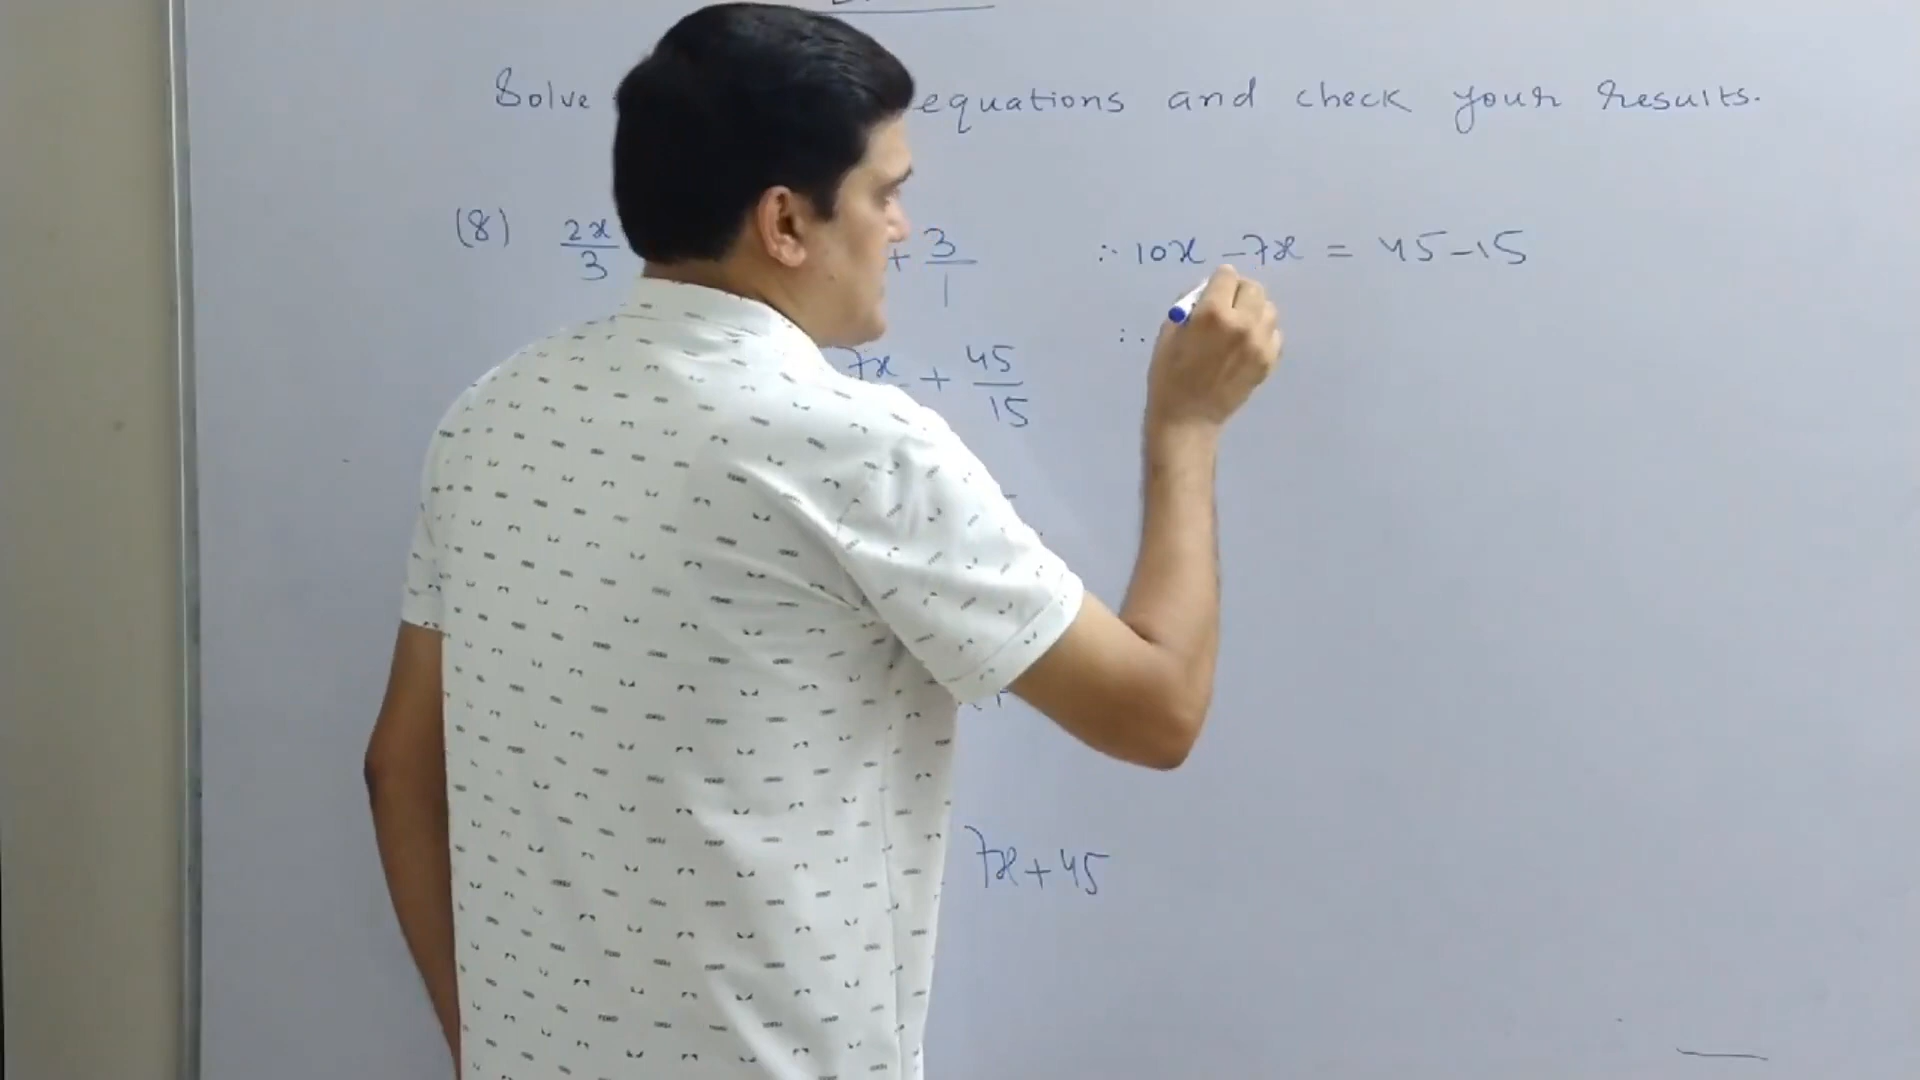 Solve equations and check your results.
(8) 2x/3 + 3/1
7x + 45/15
7x + 45
∴ 10x - 7x = 45 - 15
∴